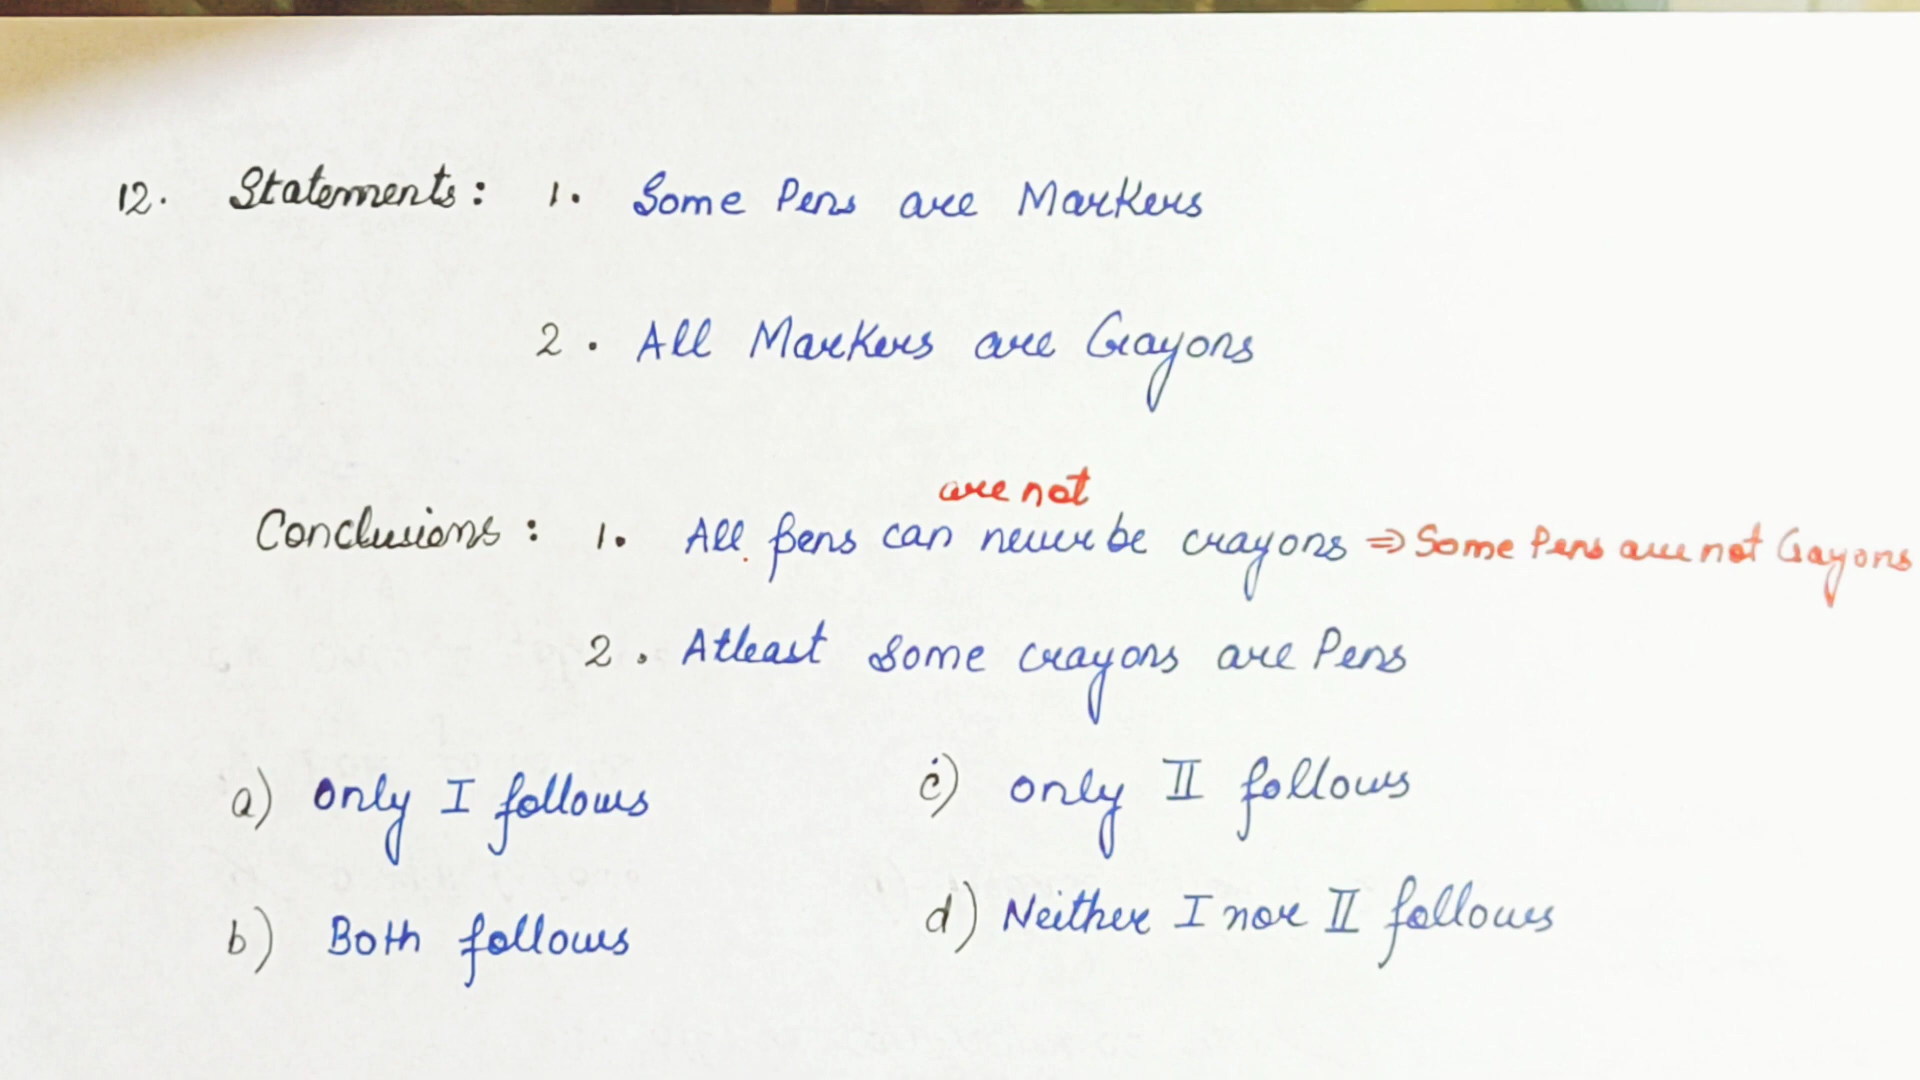 12. Statements: 1. Some Pens are Markers
2. All Markers are Crayons
are not
Conclusions: 1. All pens can never be crayons ⇒ Some Pens are not Crayons
2. Atleast some crayons are Pens
a) Only I follows c) only II follows
b) Both follows d) Neither I nor II follows